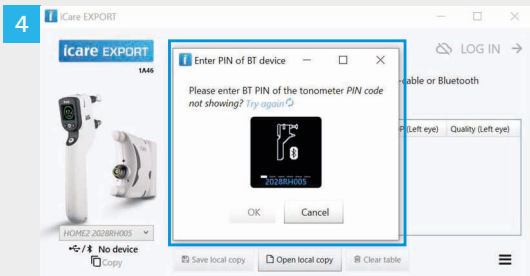 4
iCare EXPORT
icare EXPORT
1A46
LOG IN
Enter PIN of BT device
-cable or Bluetooth
Please enter BT PIN of the tonometer PIN code
not showing? Try again
2028RH005
OK Cancel
P (Left eye) Quality (Left eye)
HOME2 2028RH005
No device
Copy
Save local copy Open local copy Clear table